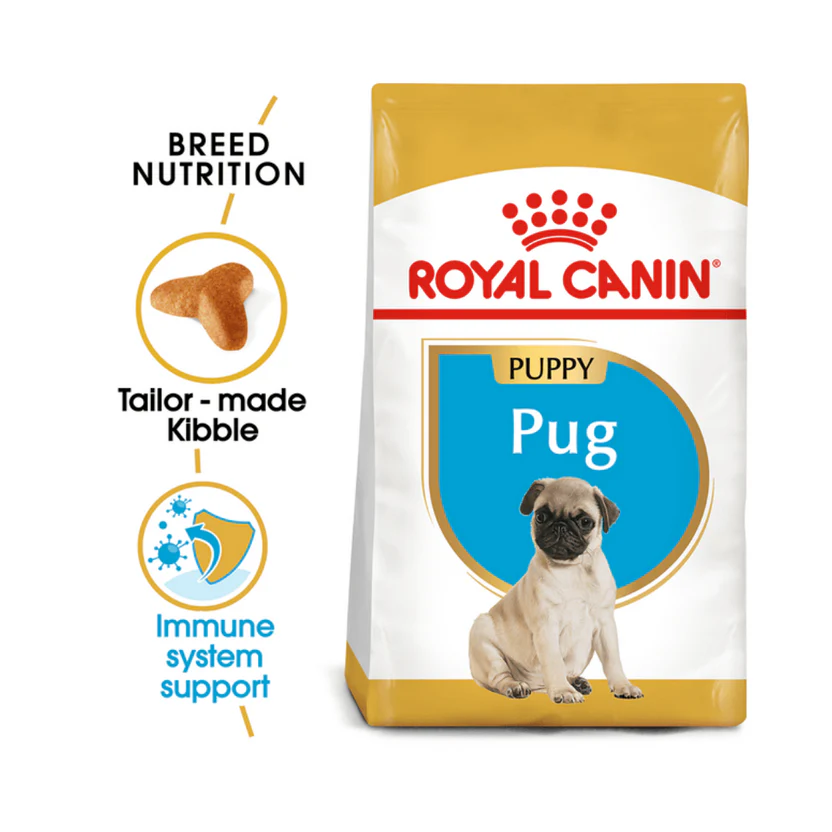 BREED
NUTRITION
Tailor - made
Kibble
Immune
system
support
ROYAL CANIN®
PUPPY
Pug